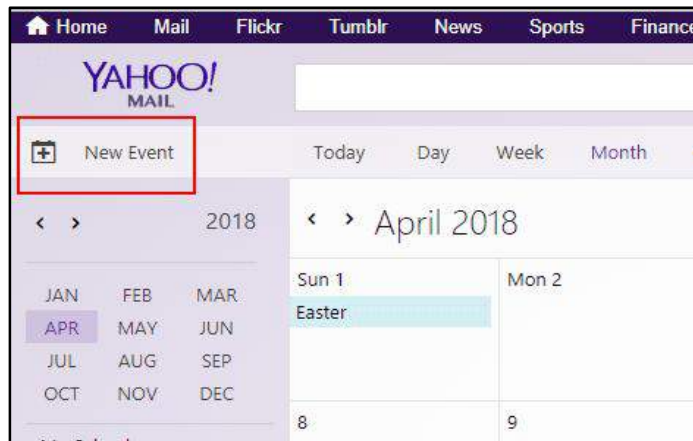 Home Mail Flickr Tumblr News Sports Finance
YAHOO!
MAIL
New Event Today Day Week Month
< > 2018 < > April 2018
Sun 1 Mon 2
Easter
JAN FEB MAR
APR MAY JUN
JUL AUG SEP
OCT NOV DEC
8 9